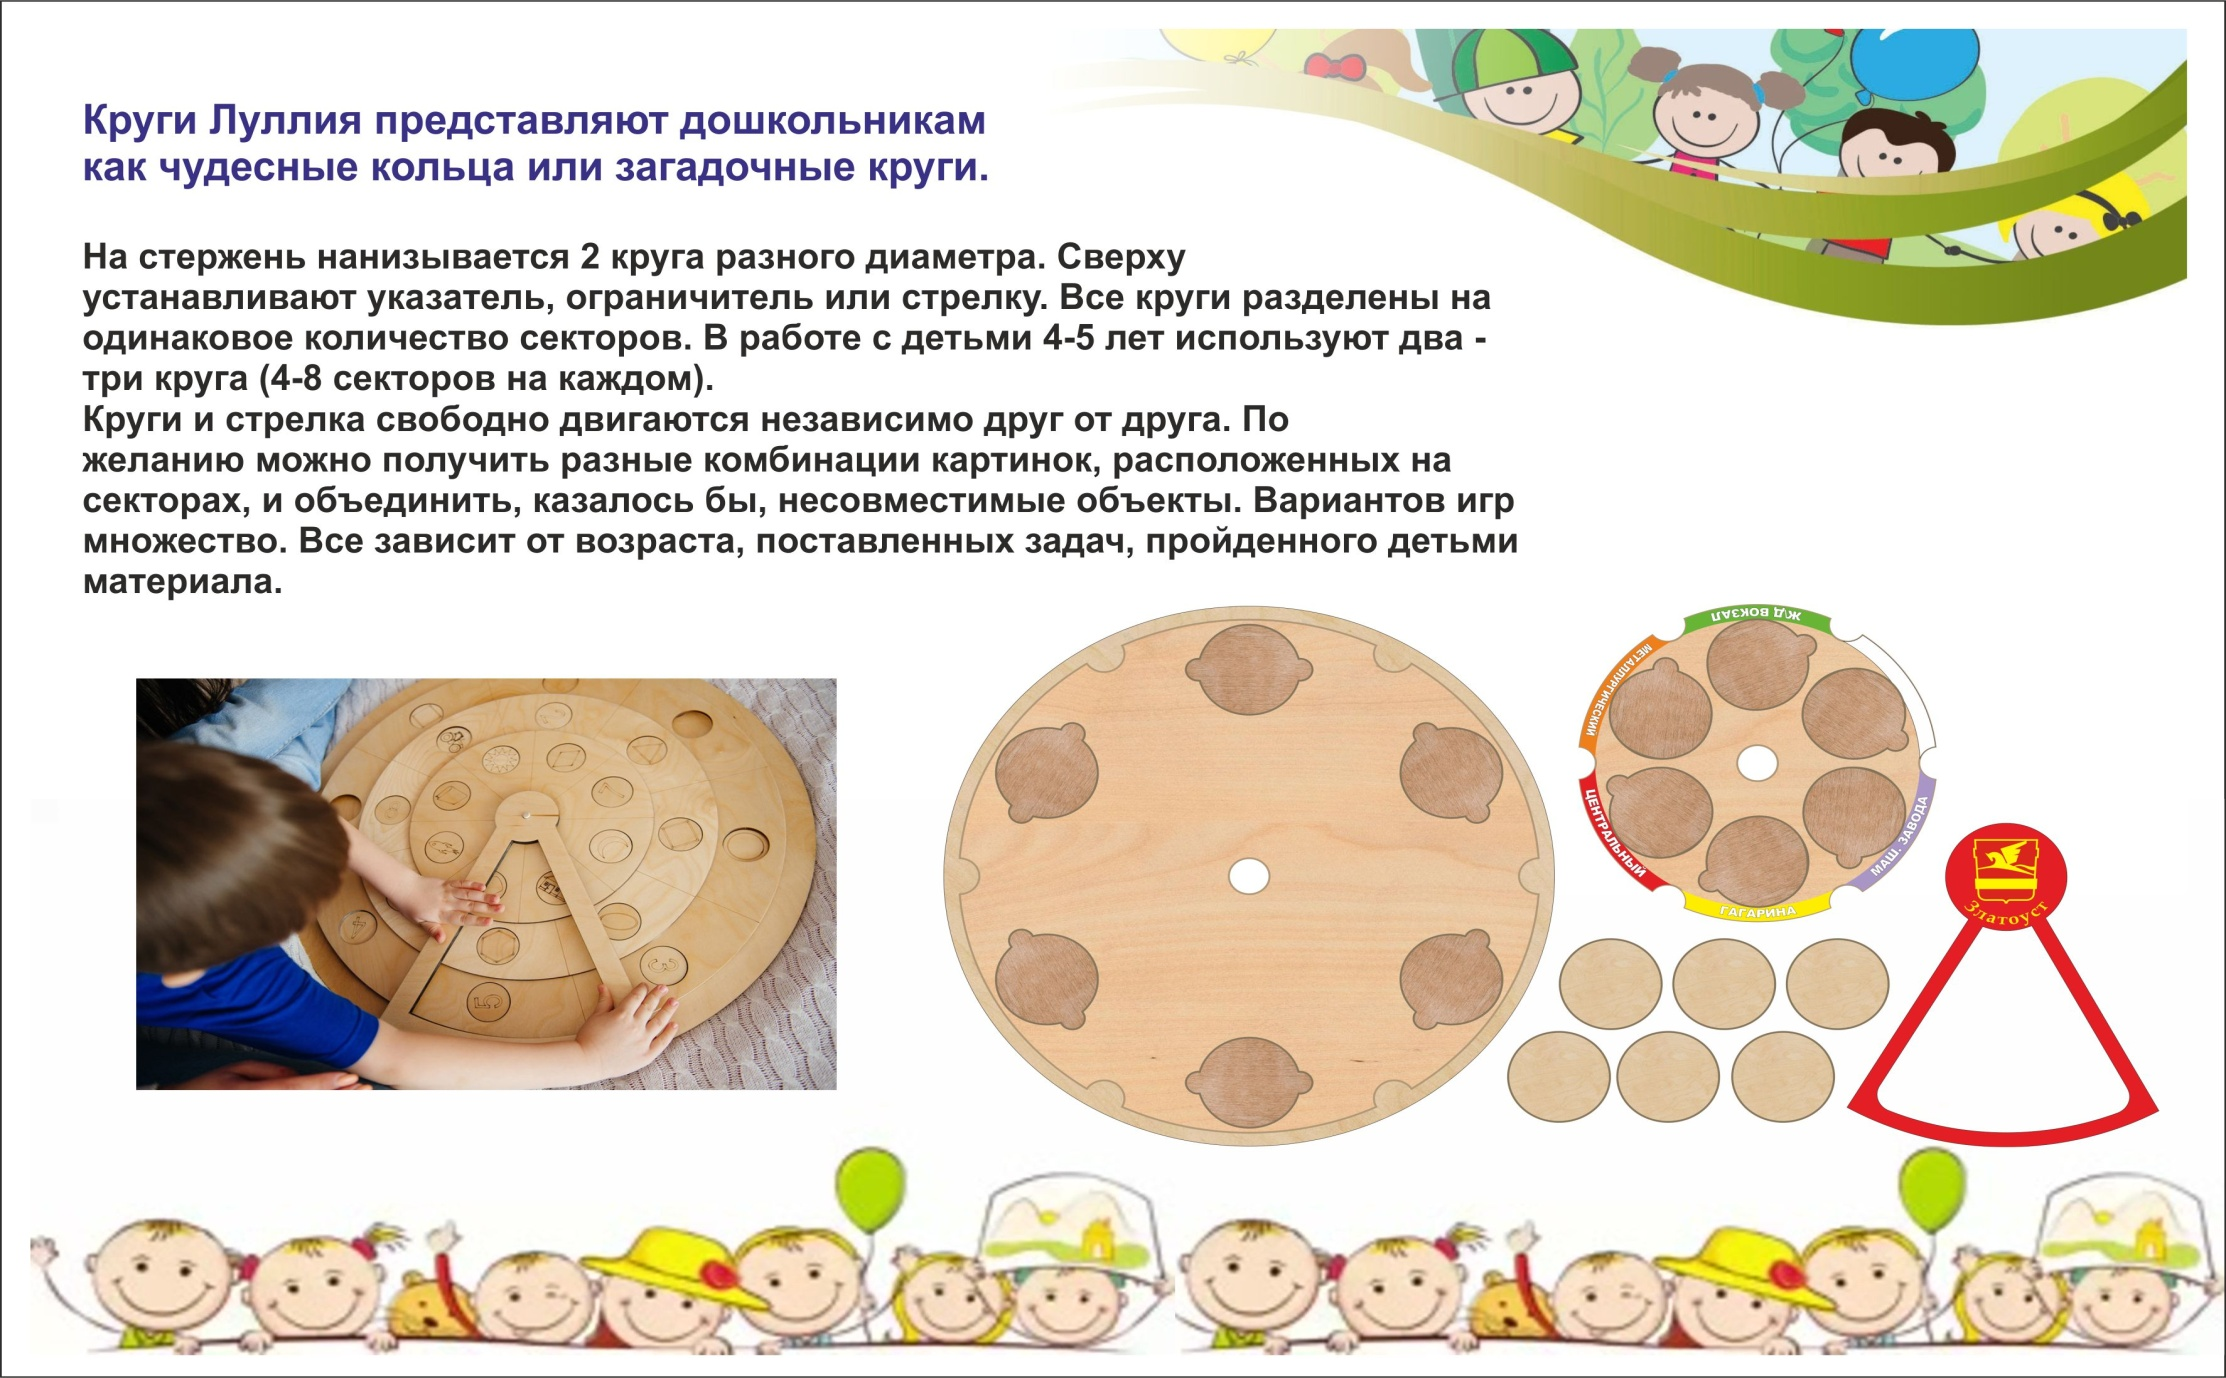 Круги Луллия представляют дошкольникам
как чудесные кольца или загадочные круги.
На стержень нанизывается 2 круга разного диаметра. Сверху
устанавливают указатель, ограничитель или стрелку. Все круги разделены на
одинаковое количество секторов. В работе с детьми 4-5 лет используют два -
три круга (4-8 секторов на каждом).
Круги и стрелка свободно двигаются независимо друг от друга. По
желанию можно получить разные комбинации картинок, расположенных на
секторах, и объединить, казалось бы, несовместимые объекты. Вариантов игр
множество. Все зависит от возраста, поставленных задач, пройденного детьми
материала.
Ж\Д ВОКЗАЛ
МЕТАЛЛУРГИЧЕСКИЙ
ЦЕНТРАЛЬНЫЙ
ГАГАРИНА
МАШ. ЗАВОДА
Златоуст
3
5